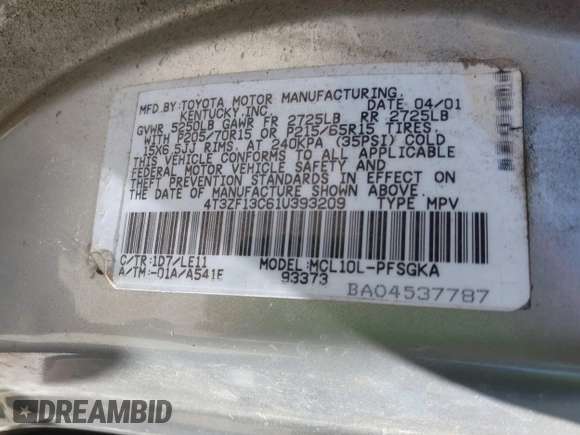 MFD.BY:TOYOTA MOTOR MANUFACTURING,
KENTUCKY,INC. DATE 04/01
GVWR 5250LB GAWR FR 2725LB RR 2725LB
WITH P205/70R15 OR P215/65R15 TIRES,
15X6.5JJ RIMS, AT 240KPA (35PSI) COLD
THIS VEHICLE CONFORMS TO ALL APPLICABLE
FEDERAL MOTOR VEHICLE SAFETY AND
THEFT PREVENTION STANDARDS IN EFFECT ON
THE DATE OF MANUFACTURE SHOWN ABOVE.
4T3ZF13C61U393209 TYPE MPV
C/TR:1D7/LE11 MODEL:MCL10L-PFSGKA
A/TM:-01A/A541E 93373
BA04537787
DREAMBID